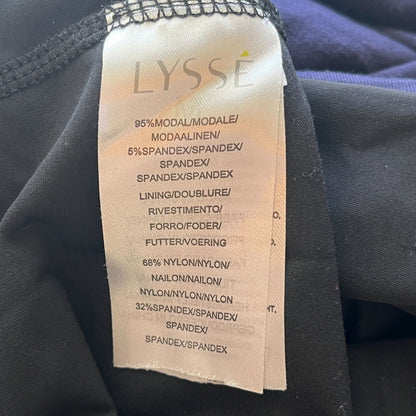 LYSSÉ
95%MODAL/MODALE/
MODAALINEN/
5%SPANDEX/SPANDEX/
SPANDEX/
SPANDEX/SPANDEX
LINING/DOUBLURE/
RIVESTIMENTO/
FORRO/FODER/
FUTTER/VOERING
68% NYLON/NYLON/
NAILON/NAILON/
NYLON/NYLON/NYLON
32%SPANDEX/SPANDEX/
SPANDEX/
SPANDEX/SPANDEX